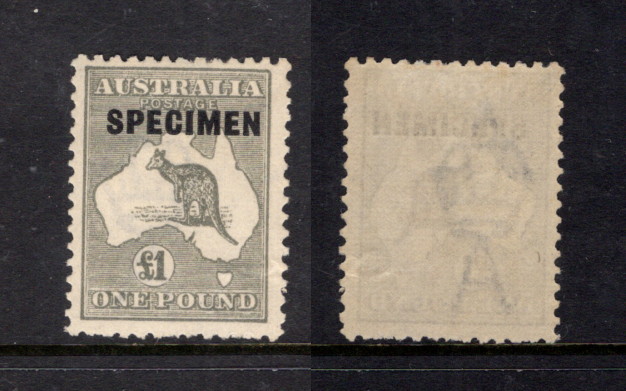 AUSTRALIA
POSTAGE
SPECIMEN
£1
ONE POUND